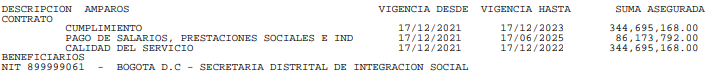 DESCRIPCION AMPAROS VIGENCIA DESDE VIGENCIA HASTA SUMA ASEGURADA
CONTRATO
CUMPLIMIENTO 17/12/2021 17/12/2023 344,695,168.00
PAGO DE SALARIOS, PRESTACIONES SOCIALES E IND 17/12/2021 17/06/2025 86,173,792.00
CALIDAD DEL SERVICIO 17/12/2021 17/12/2022 344,695,168.00
BENEFICIARIOS
NIT 899999061 - BOGOTA D.C - SECRETARIA DISTRITAL DE INTEGRACION SOCIAL